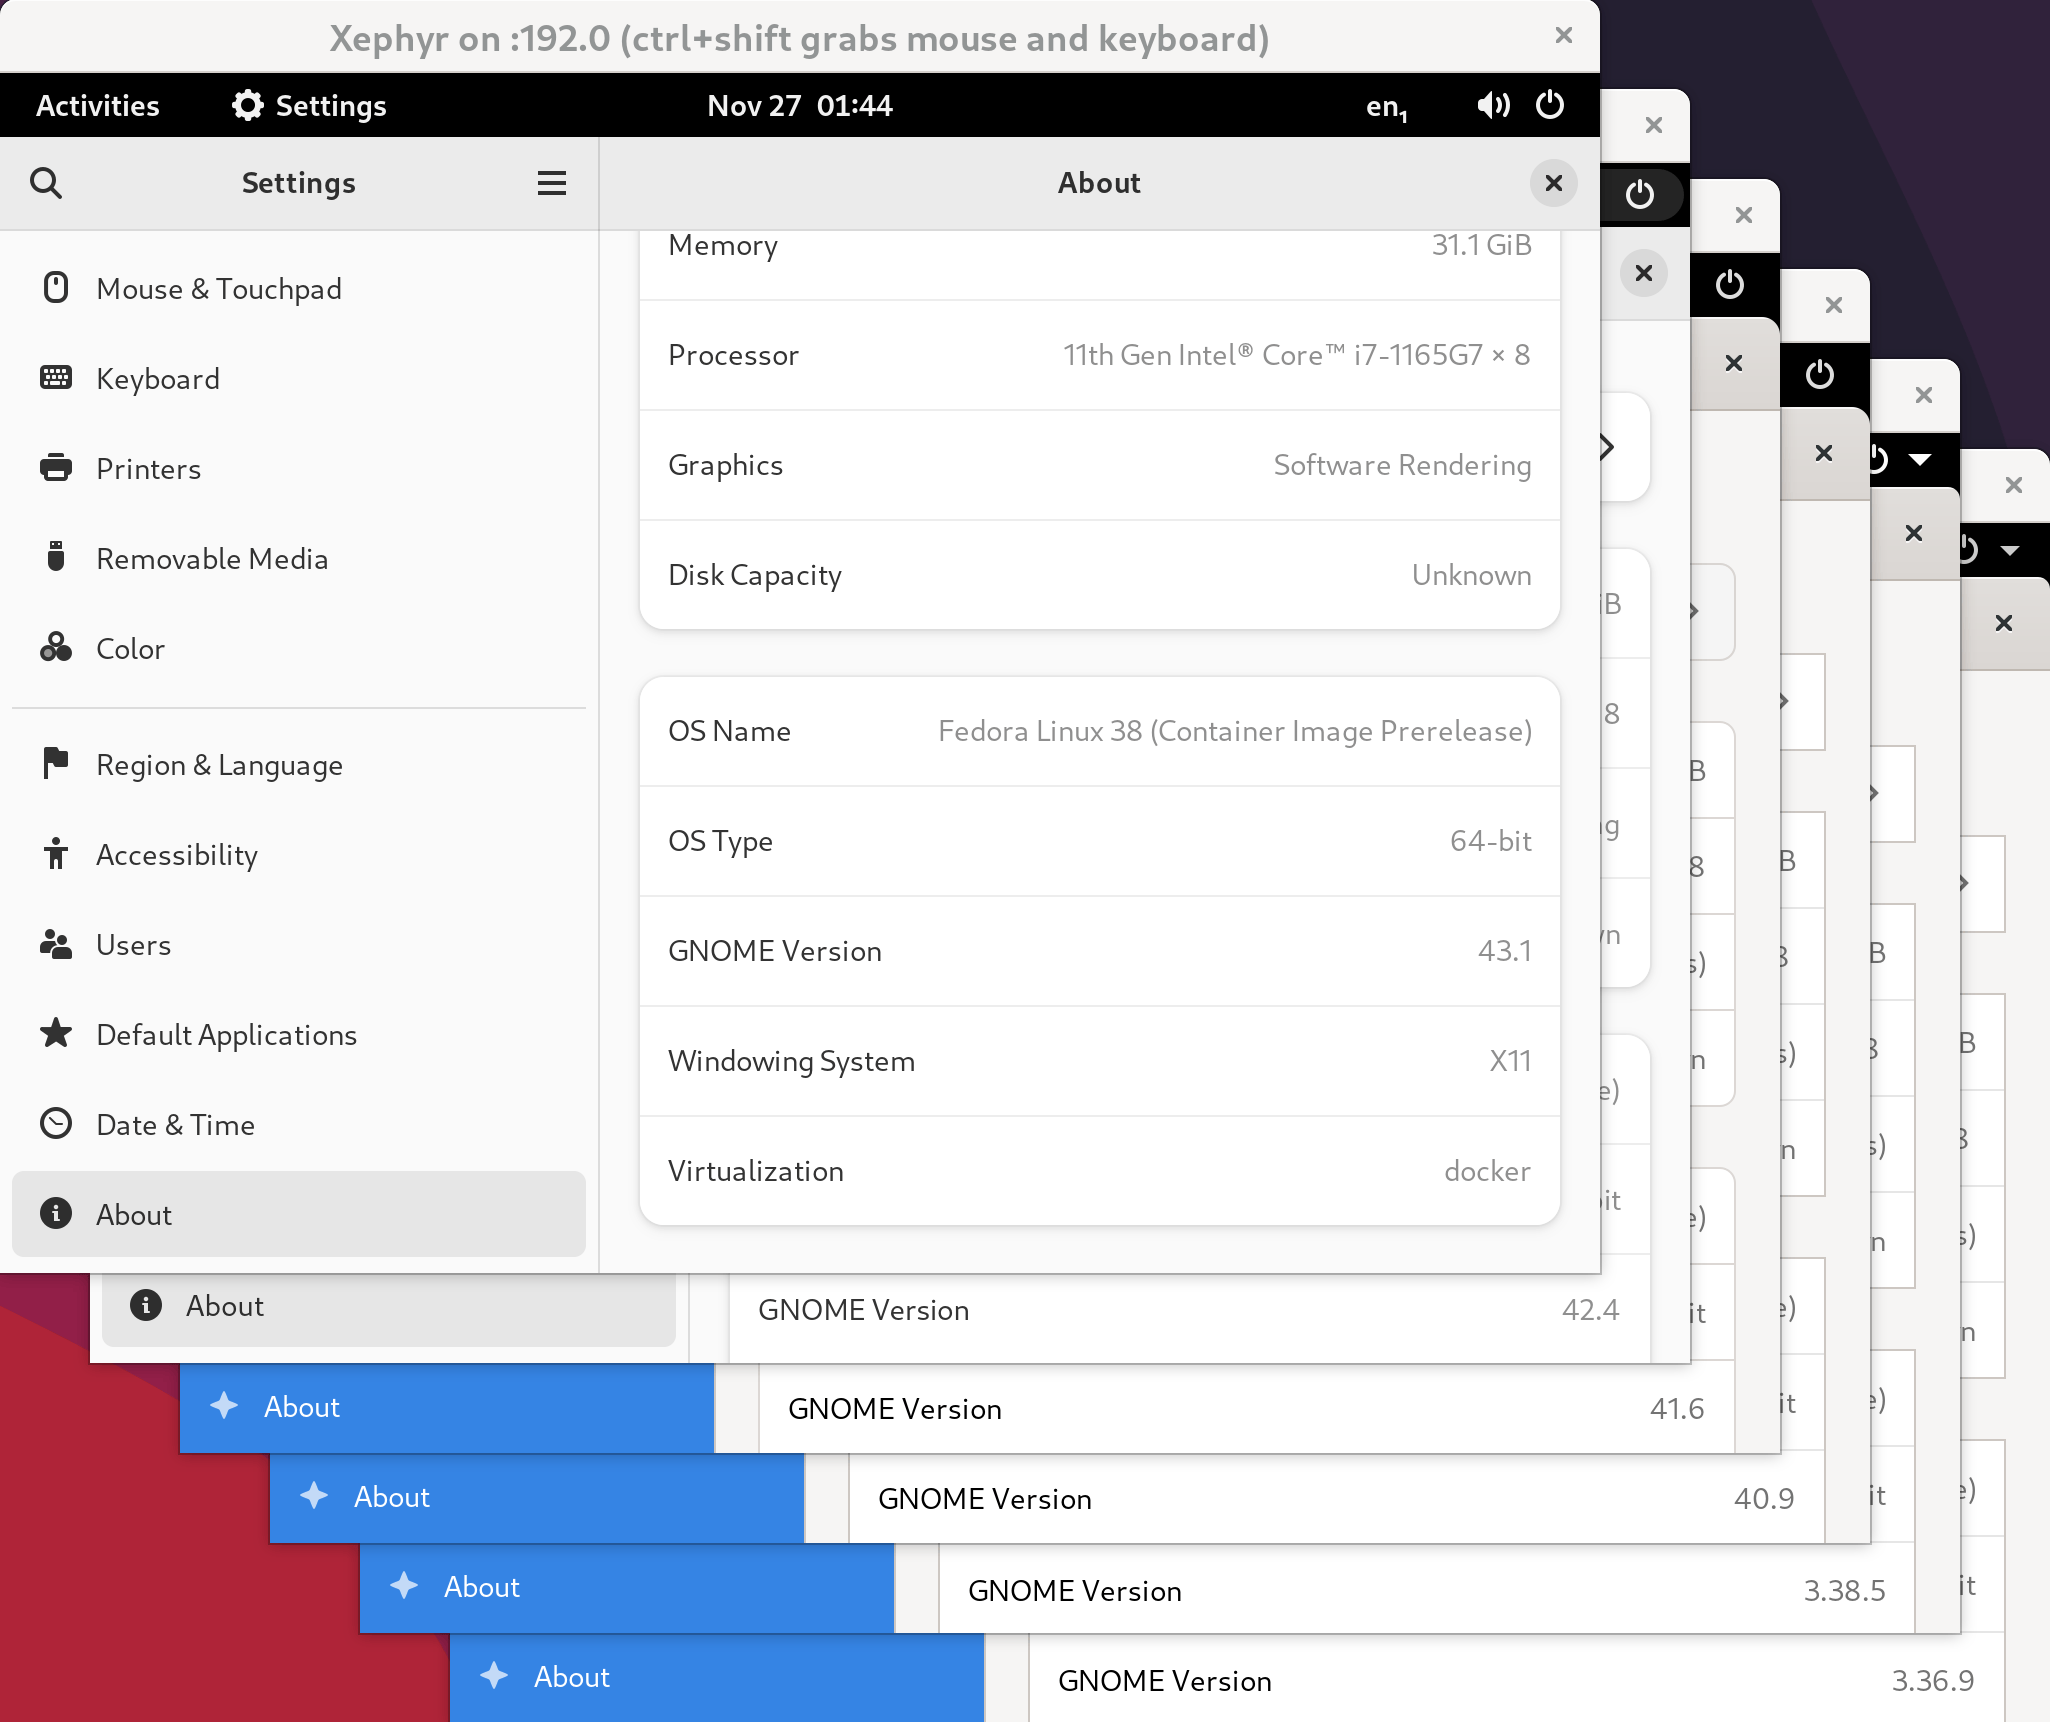 Xephyr on :192.0 (ctrl+shift grabs mouse and keyboard)
Activities Settings Nov 27 01:44 en₁
Settings About
Mouse & Touchpad
Keyboard
Printers
Removable Media
Color
Region & Language
Accessibility
Users
Default Applications
Date & Time
About
Memory 31.1 GiB
Processor 11th Gen Intel® Core™ i7-1165G7 × 8
Graphics Software Rendering
Disk Capacity Unknown
OS Name Fedora Linux 38 (Container Image Prerelease)
OS Type 64-bit
GNOME Version 43.1
Windowing System X11
Virtualization docker
About GNOME Version 42.4
About GNOME Version 41.6
About GNOME Version 40.9
About GNOME Version 3.38.5
About GNOME Version 3.36.9